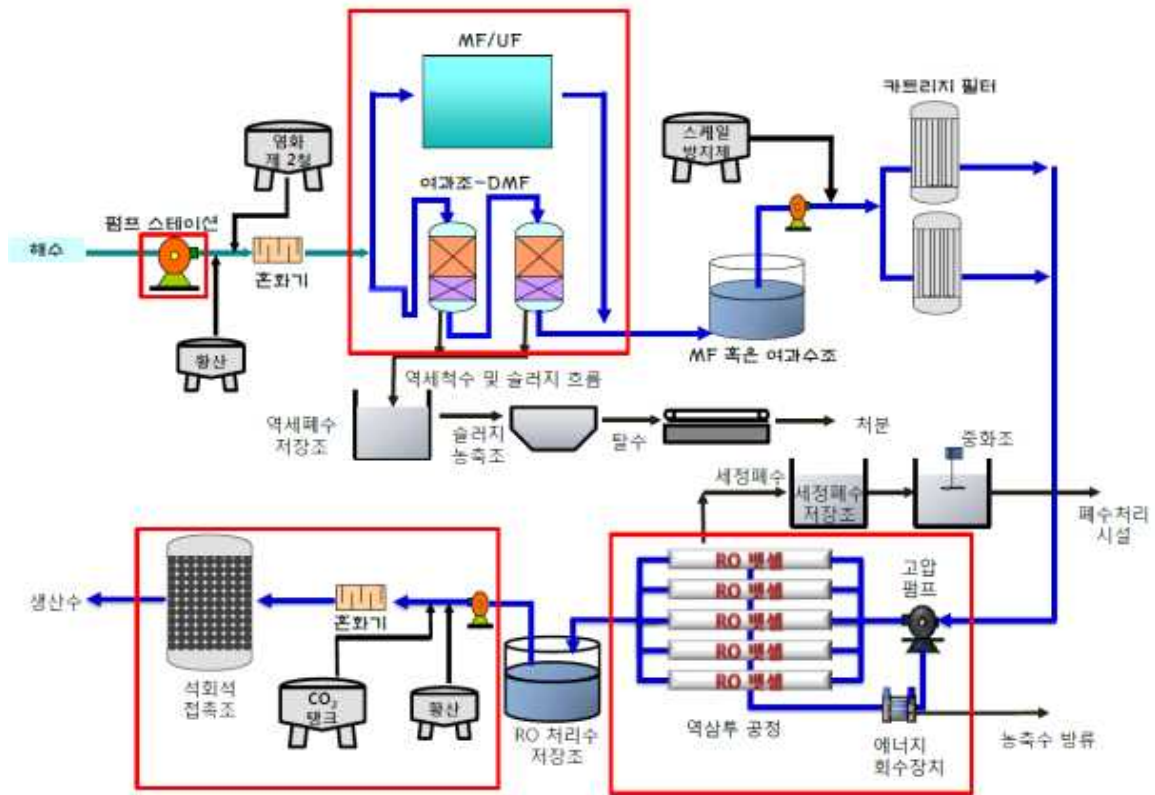 MF/UF
카트리지 필터
염화
제 2철
스케일
방지제
여과조-DMF
펌프 스테이션
해수
혼화기
황산
MF 혹은 여과수조
역세척수 및 슬러지 흐름
역세폐수
저장조
슬러지
농축조
탈수
처분
중화조
세정폐수
세정폐수
저장조
폐수처리
시설
RO 뱃셀
RO 뱃셀
RO 뱃셀
RO 뱃셀
RO 뱃셀
고압
펌프
생산수
혼화기
석회석
접촉조
CO₂
탱크
황산
RO 처리수
저장조
역삼투 공정
에너지
회수장치
농축수 방류